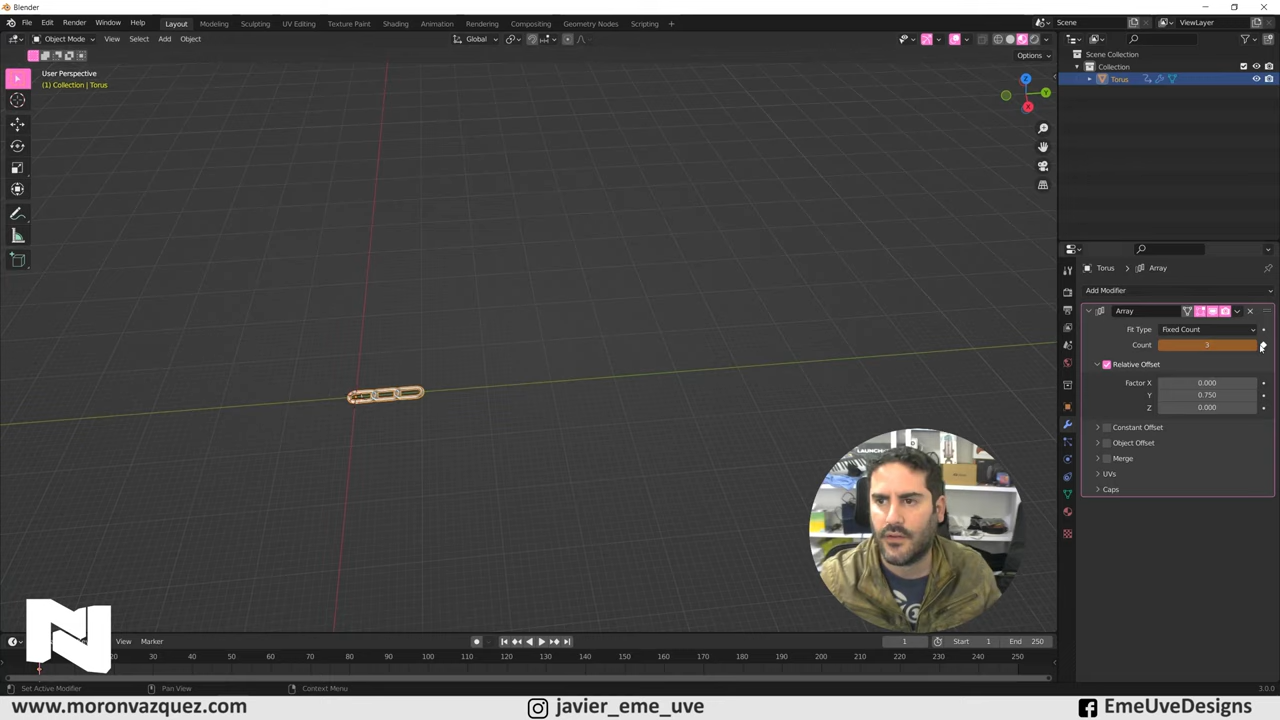 Blender
File Edit Render Window Help Layout Modeling Sculpting UV Editing Texture Paint Shading Animation Rendering Compositing Geometry Nodes Scripting + Scene ViewLayer
Object Mode View Select Add Object Global
Options
User Perspective
(1) Collection | Torus
Z
Y
X
Scene Collection
Collection
Torus
Torus > Array
Add Modifier
Array
Fit Type Fixed Count
Count 3
Relative Offset
Factor X 0.000
Y 0.750
Z 0.000
Constant Offset
Object Offset
Merge
UVs
Caps
LAUNCH
N
View Marker 1 Start 1 End 250
20 30 40 50 60 70 80 90 100 110 120 130 140 150 160 170 180 190 200 210 220 230 240 250
Set Active Modifier Pan View Context Menu 3.0.0
www.moronvazquez.com javier_eme_uve EmeUveDesigns